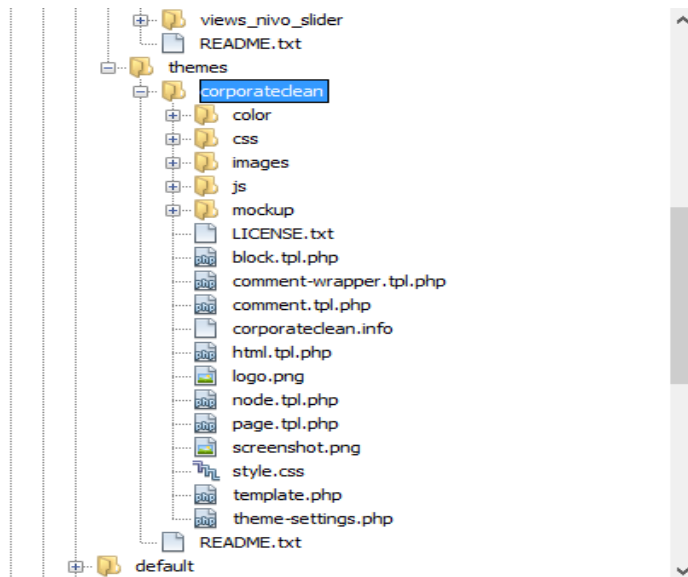 views_nivo_slider
README.txt
themes
corporateclean
color
css
images
js
mockup
LICENSE.txt
block.tpl.php
comment-wrapper.tpl.php
comment.tpl.php
corporateclean.info
html.tpl.php
logo.png
node.tpl.php
page.tpl.php
screenshot.png
style.css
template.php
theme-settings.php
README.txt
default